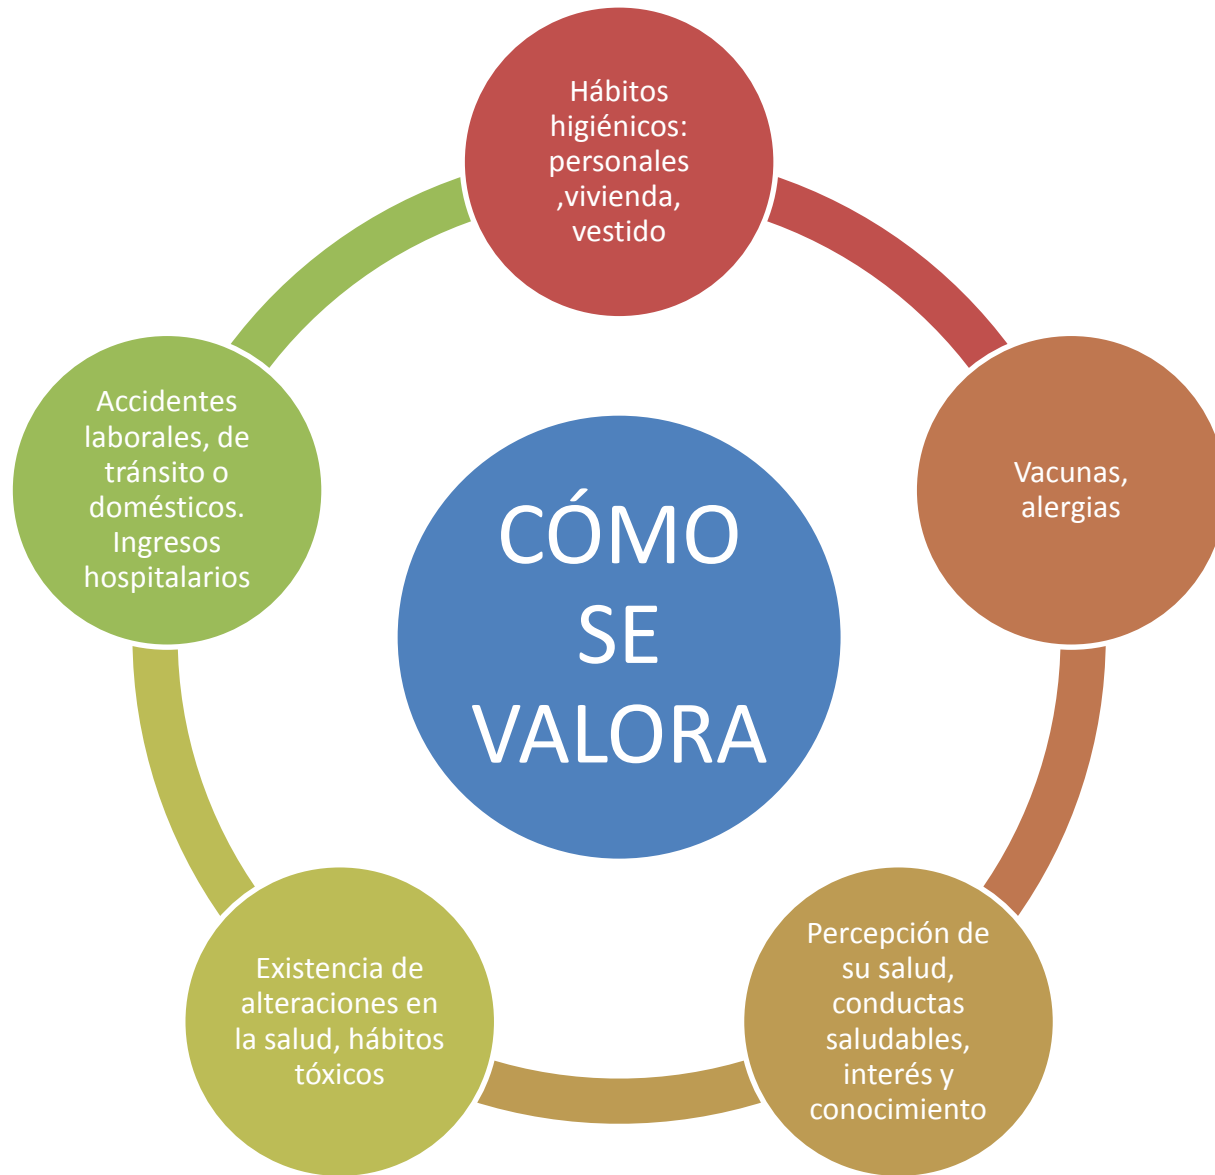 Hábitos
higiénicos:
personales
,vivienda,
vestido
Vacunas,
alergias
Percepción de
su salud,
conductas
saludables,
interés y
conocimiento
Existencia de
alteraciones en
la salud, hábitos
tóxicos
Accidentes
laborales, de
tránsito o
domésticos.
Ingresos
hospitalarios
CÓMO
SE
VALORA